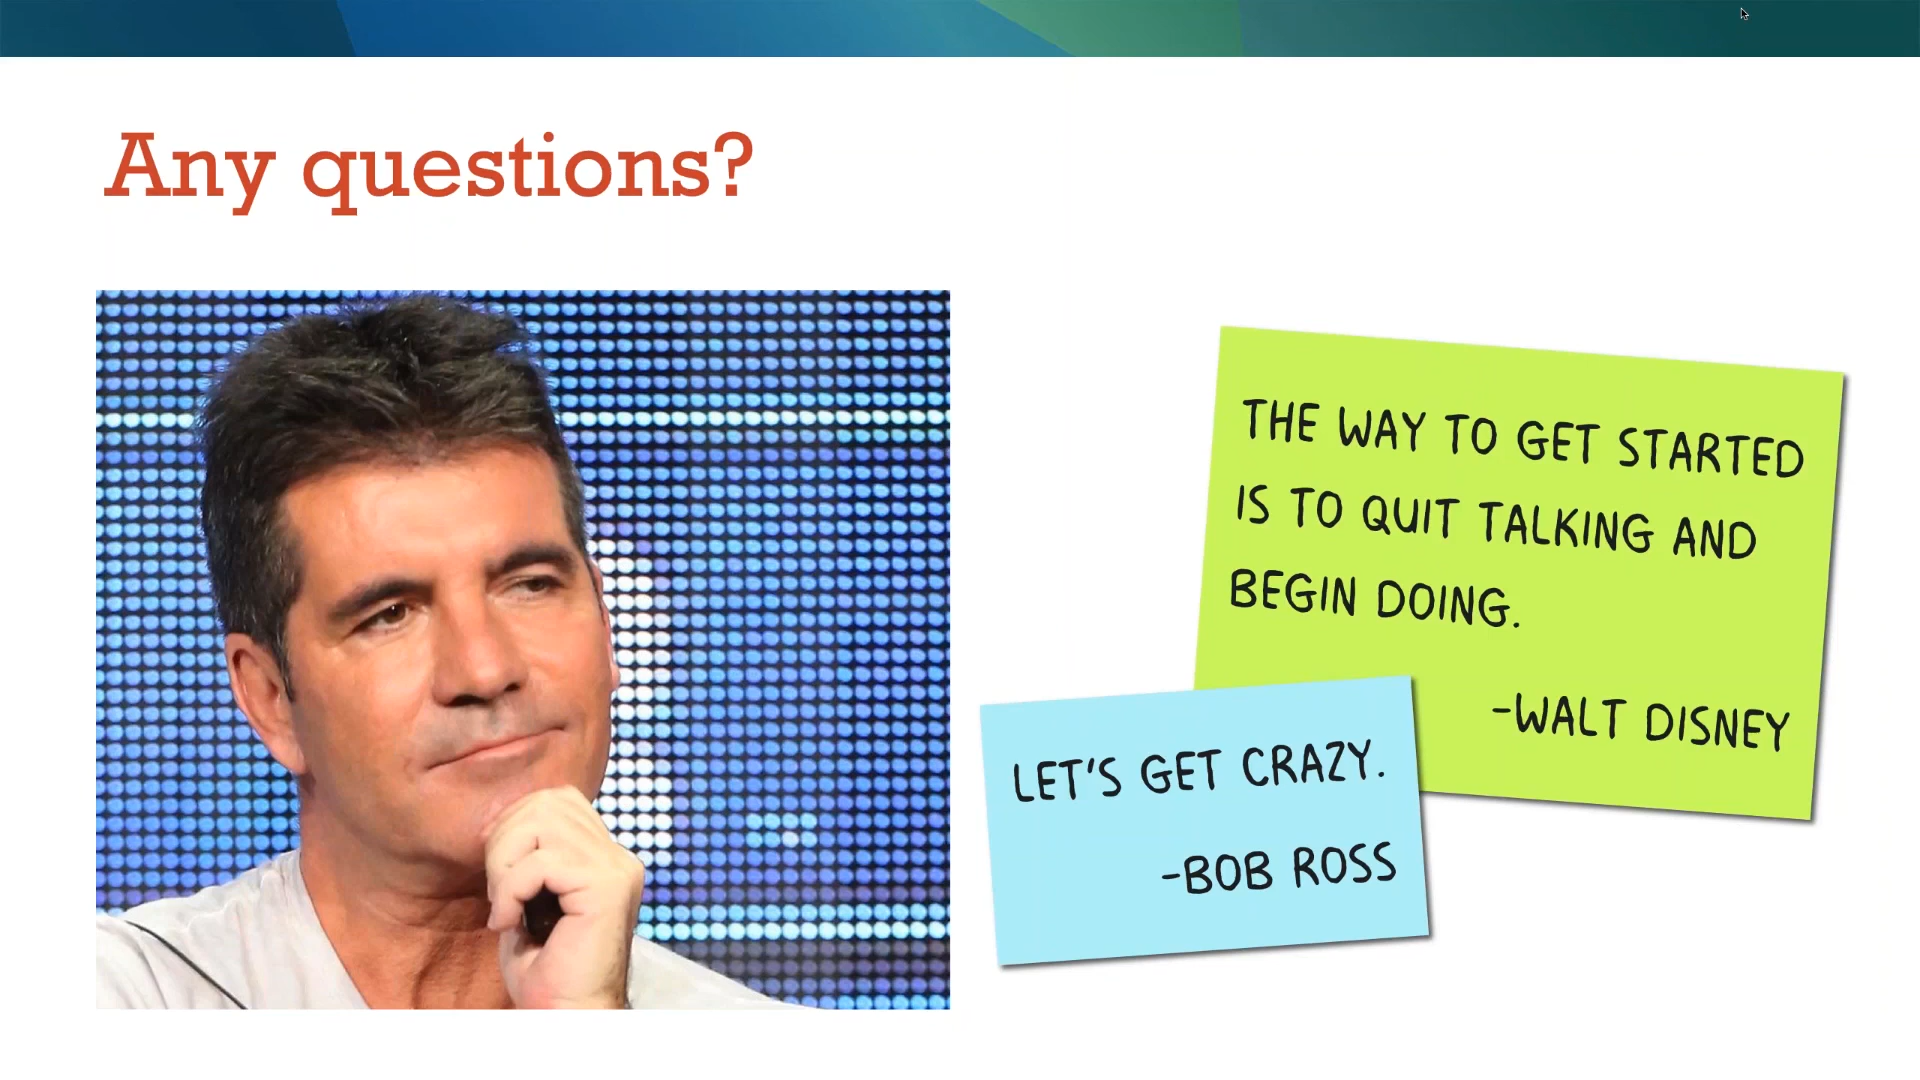 Any questions?
THE WAY TO GET STARTED
IS TO QUIT TALKING AND
BEGIN DOING.
-WALT DISNEY
LET'S GET CRAZY.
-BOB ROSS